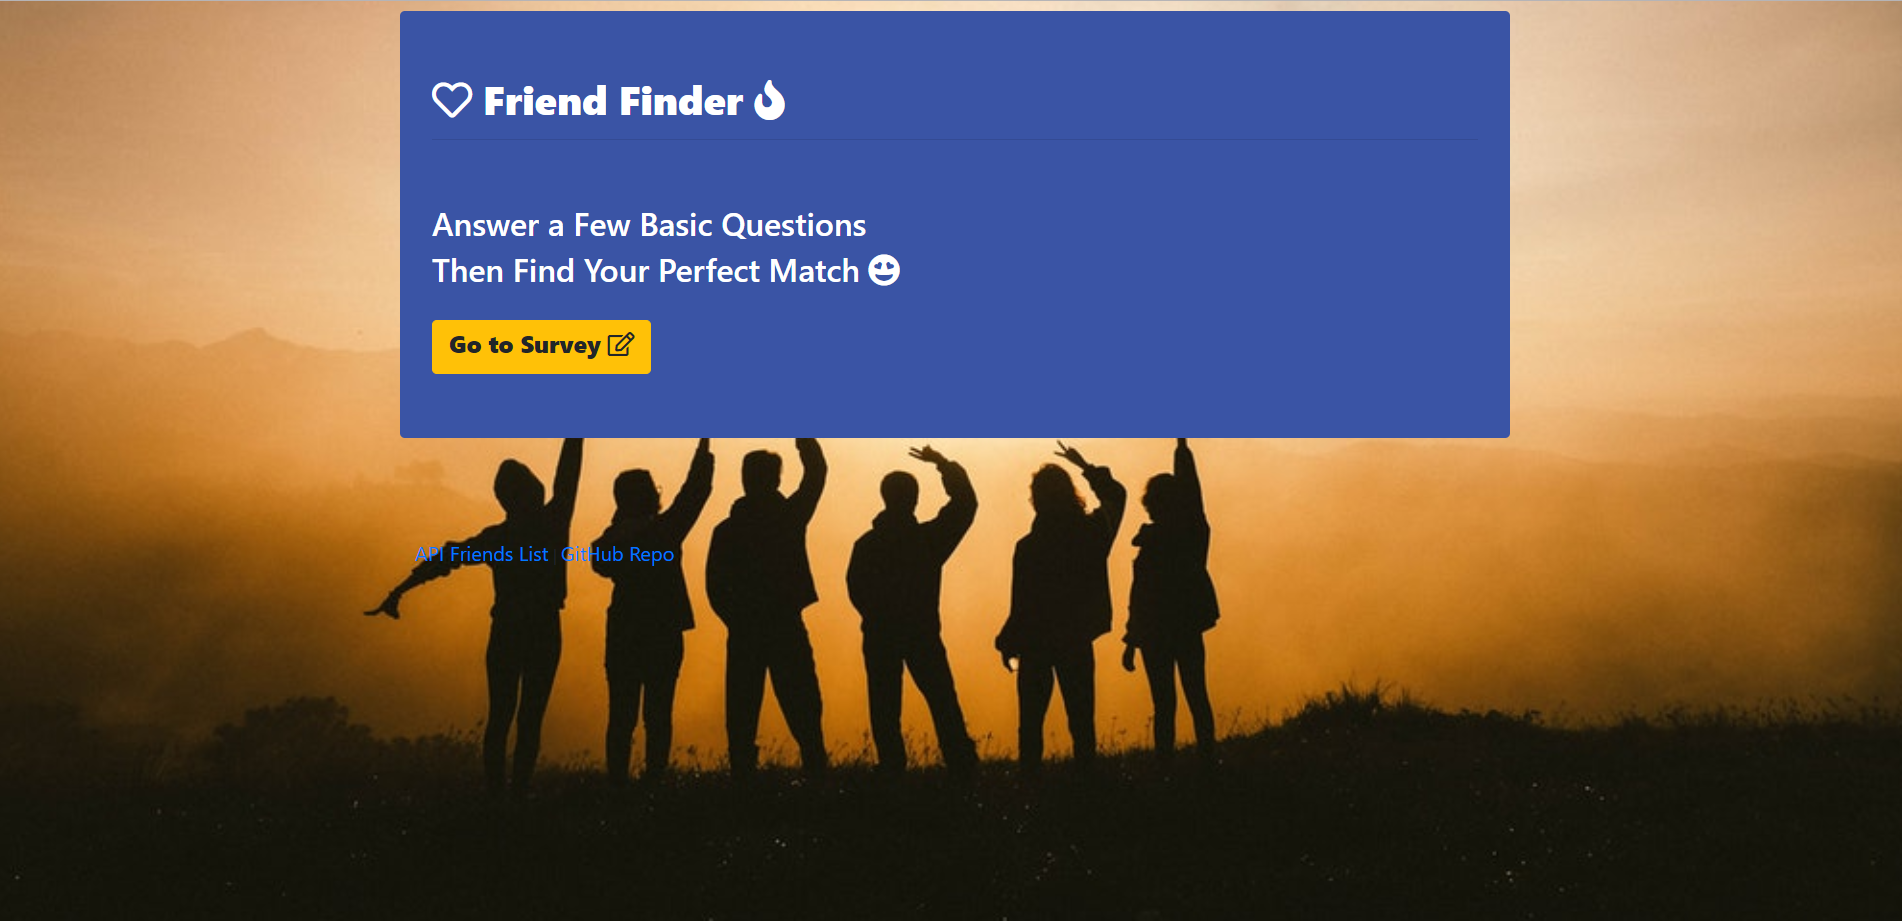 Friend Finder
Answer a Few Basic Questions
Then Find Your Perfect Match
Go to Survey
API Friends List | GitHub Repo